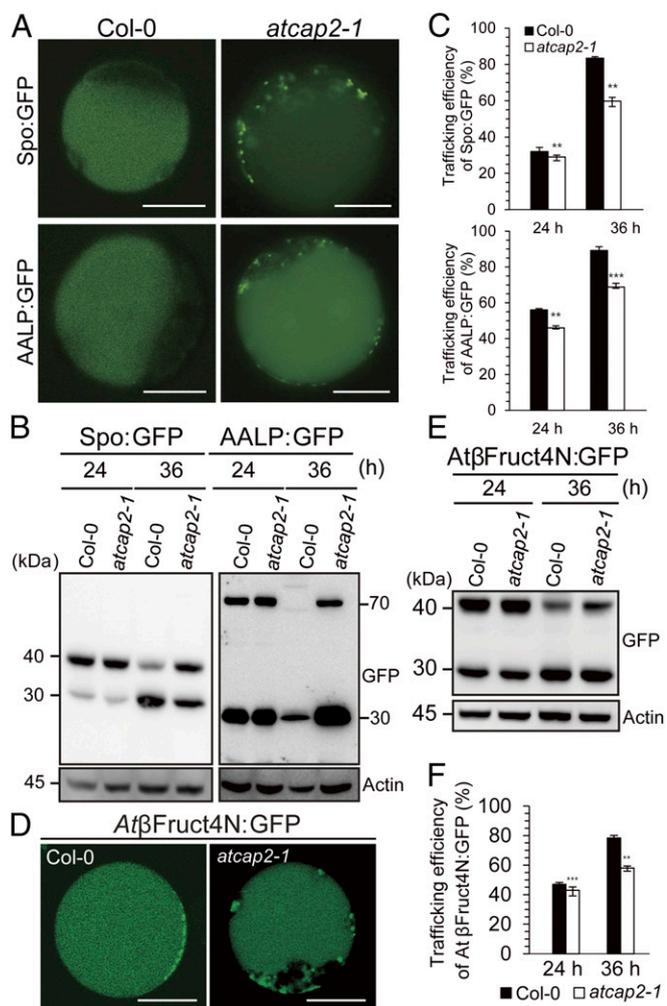 A
Col-0
atcap2-1
Spo:GFP
AALP:GFP
C
Col-0
atcap2-1
Trafficking efficiency
of Spo:GFP (%)
100
80
60
40
20
0
**
**
24 h
36 h
Trafficking efficiency
of AALP:GFP (%)
100
80
60
40
20
0
**
***
24 h
36 h
B
Spo:GFP
AALP:GFP
24
36
24
36
(h)
Col-0
atcap2-1
Col-0
atcap2-1
Col-0
atcap2-1
Col-0
atcap2-1
(kDa)
40
30
45
70
GFP
30
Actin
E
AtβFruct4N:GFP
24
36
(h)
Col-0
atcap2-1
Col-0
atcap2-1
(kDa)
40
30
45
GFP
Actin
D
AtβFruct4N:GFP
Col-0
atcap2-1
F
Trafficking efficiency
of AtβFruct4N:GFP (%)
100
80
60
40
20
0
***
**
24 h
36 h
Col-0
atcap2-1